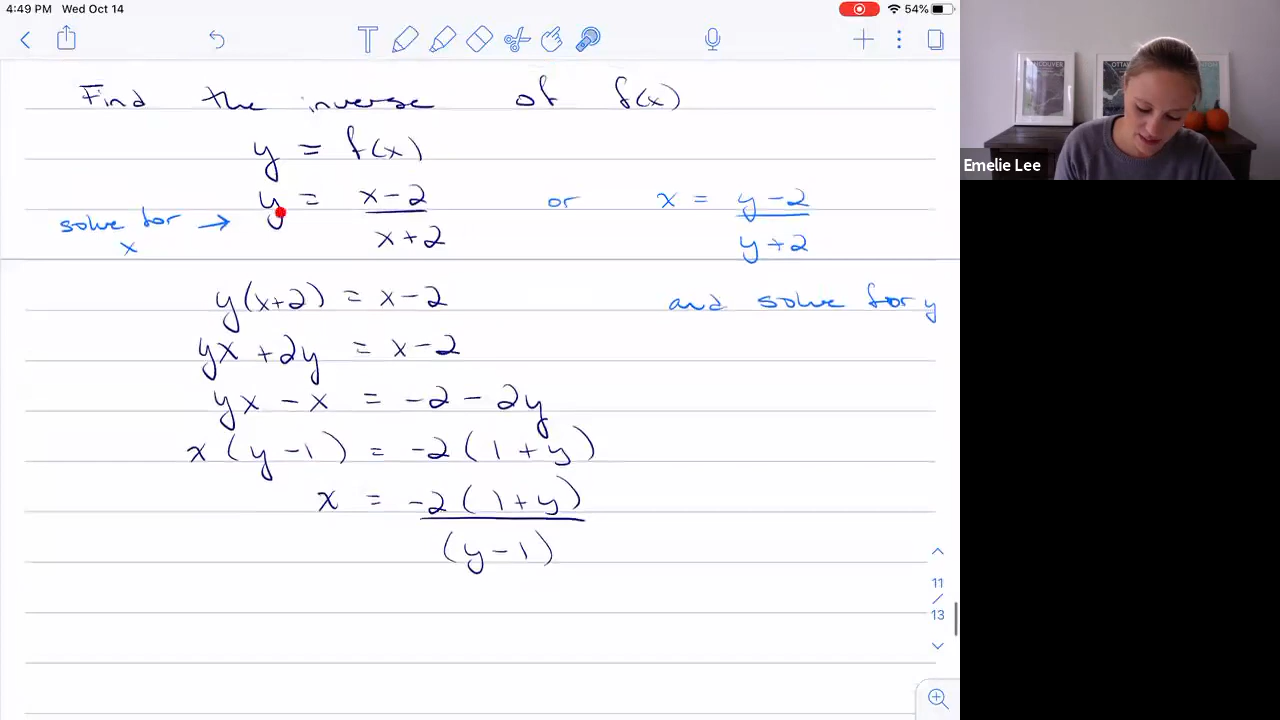 4:49 PM Wed Oct 14
54%
T
Find the inverse of f(x)
y = f(x)
y = x-2 / x+2 or x = y-2 / y+2
solve for → x
y(x+2) = x-2 and solve for y
yx + 2y = x-2
yx - x = -2 - 2y
x(y-1) = -2(1+y)
x = -2(1+y) / (y-1)
11 / 13
VANCOUVER
OTTAWA
Emelie Lee